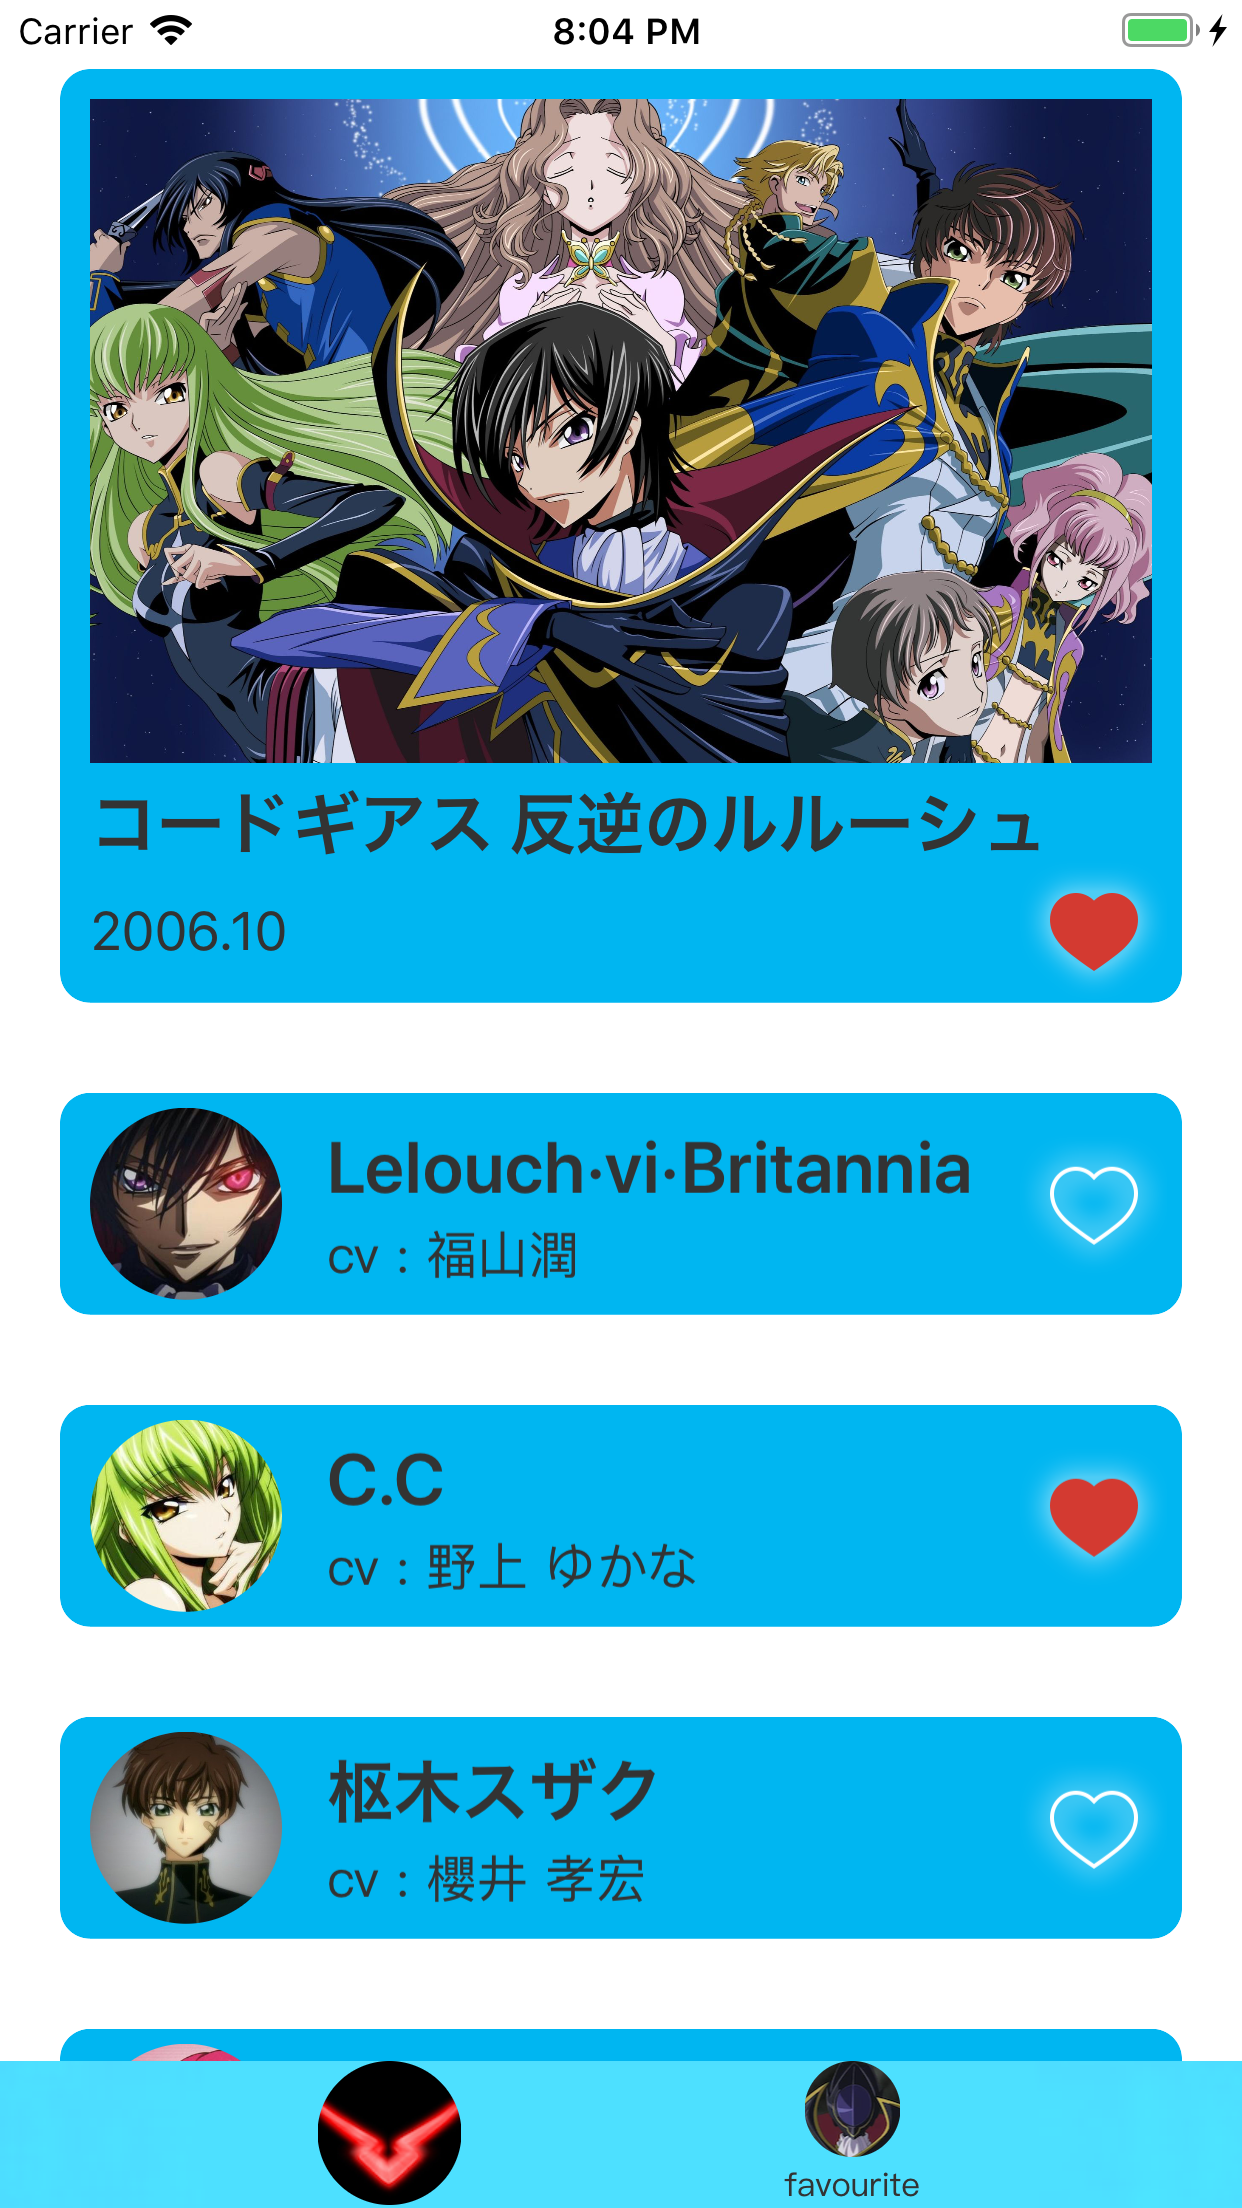 Carrier
8:04 PM
コードギアス 反逆のルルーシュ
2006.10
Lelouch·vi·Britannia
cv : 福山潤
C.C
cv : 野上 ゆかな
枢木スザク
cv : 櫻井 孝宏
favourite